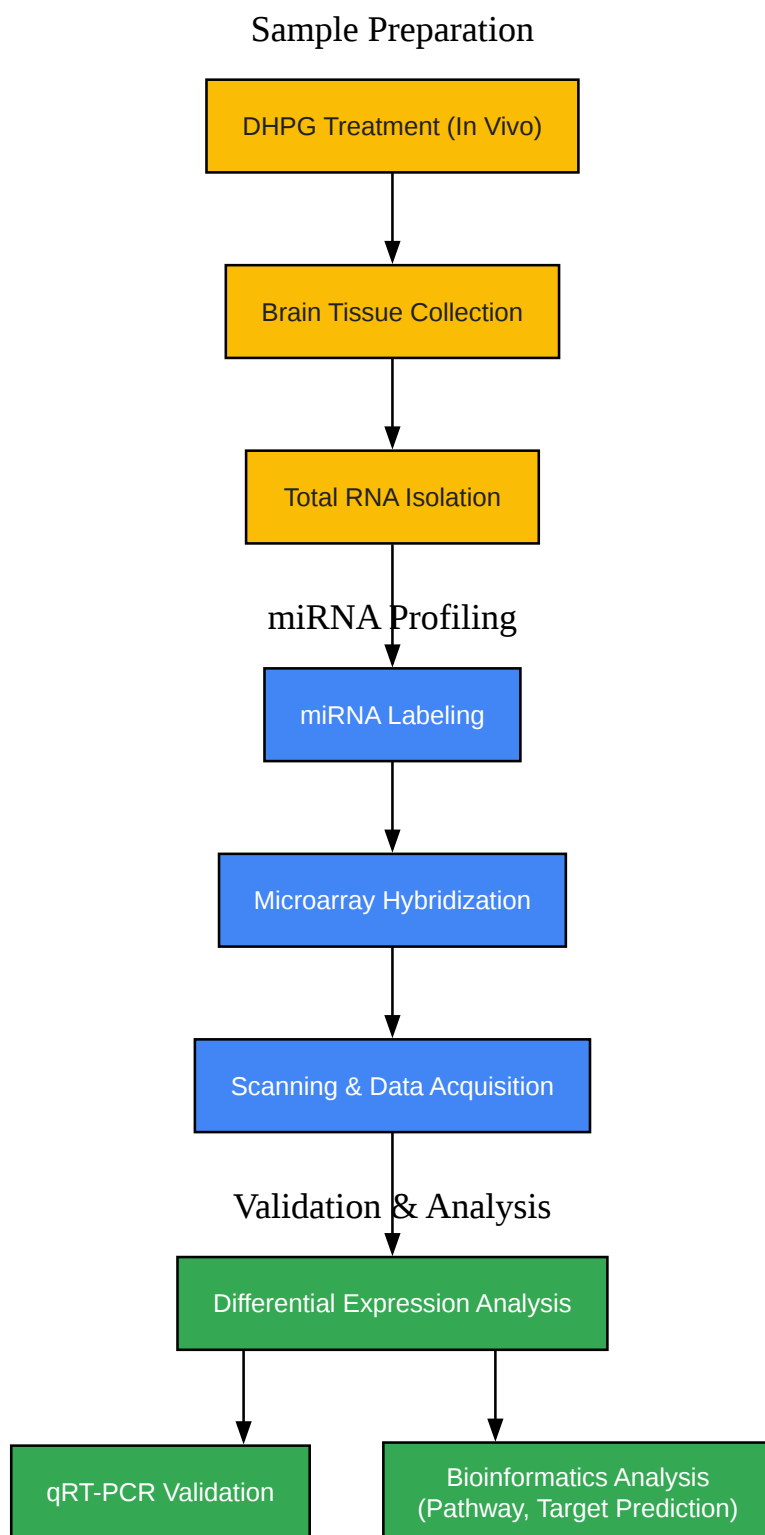 Sample Preparation
DHPG Treatment (In Vivo)
Brain Tissue Collection
Total RNA Isolation
miRNA Profiling
miRNA Labeling
Microarray Hybridization
Scanning & Data Acquisition
Validation & Analysis
Differential Expression Analysis
qRT-PCR Validation
Bioinformatics Analysis
(Pathway, Target Prediction)